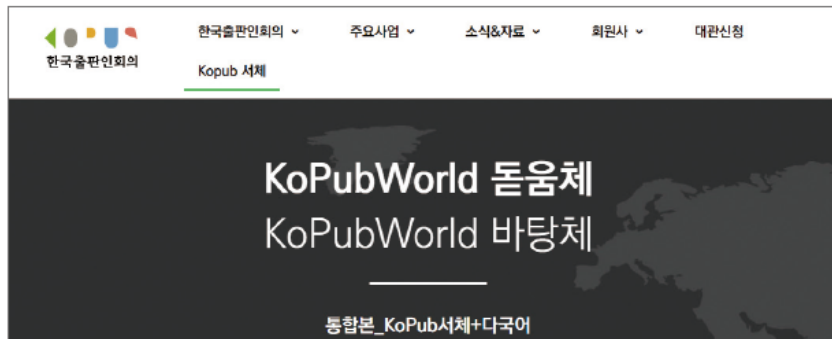 한국출판인회의
한국출판인회의 주요사업 소식&자료 회원사 대관신청
Kopub 서체
KoPubWorld 돋움체
KoPubWorld 바탕체
통합본_KoPub서체+다국어